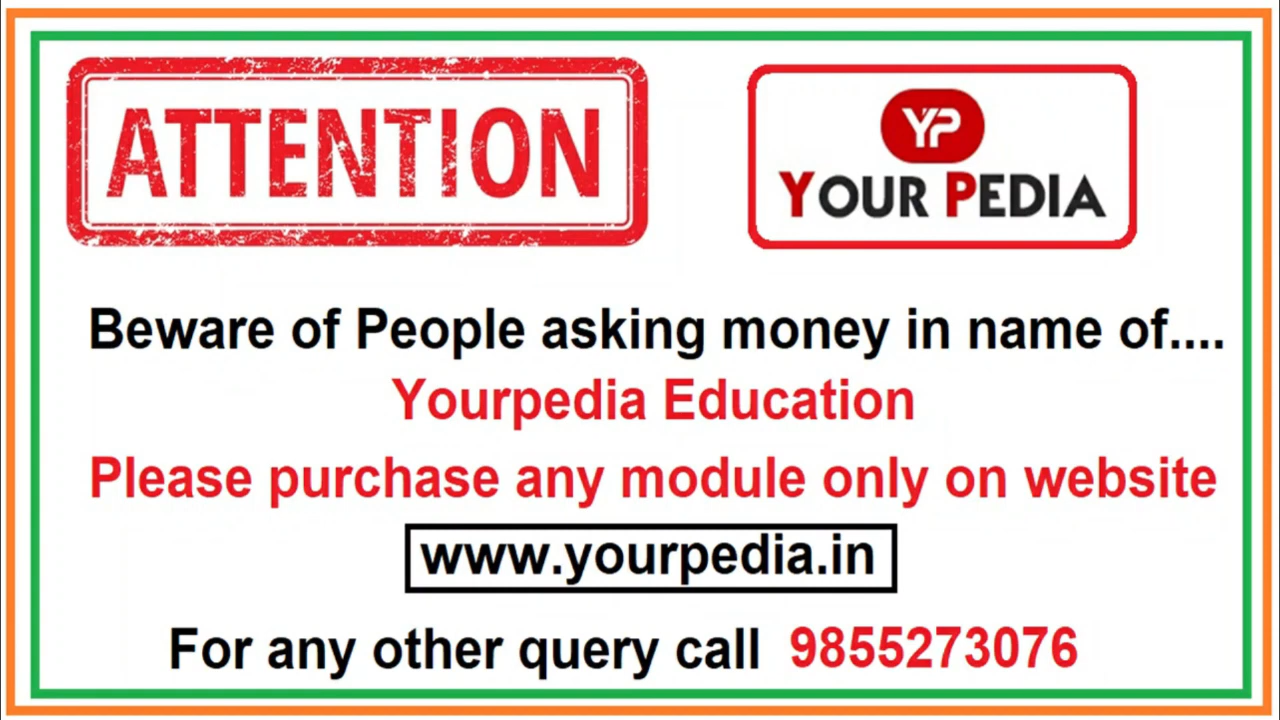 ATTENTION
YP
YOUR PEDIA
Beware of People asking money in name of....
Yourpedia Education
Please purchase any module only on website
www.yourpedia.in
For any other query call 9855273076